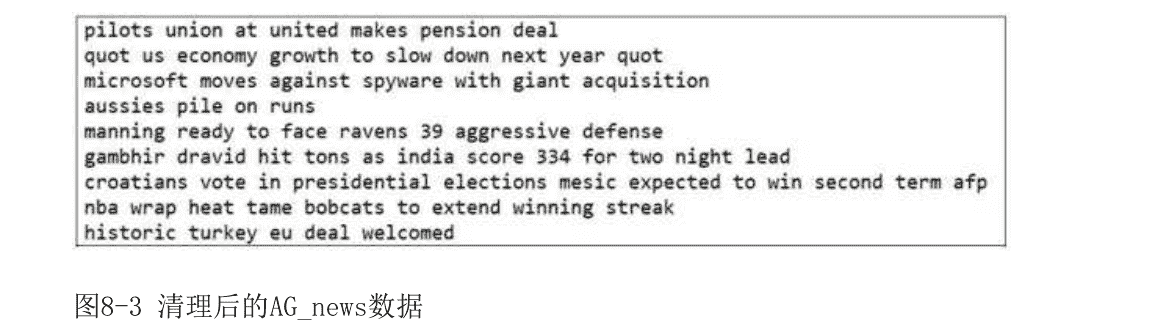 pilots union at united makes pension deal
quot us economy growth to slow down next year quot
microsoft moves against spyware with giant acquisition
aussies pile on runs
manning ready to face ravens 39 aggressive defense
gambhir dravid hit tons as india score 334 for two night lead
croatians vote in presidential elections mesic expected to win second term afp
nba wrap heat tame bobcats to extend winning streak
historic turkey eu deal welcomed
图8-3 清理后的AG_news数据